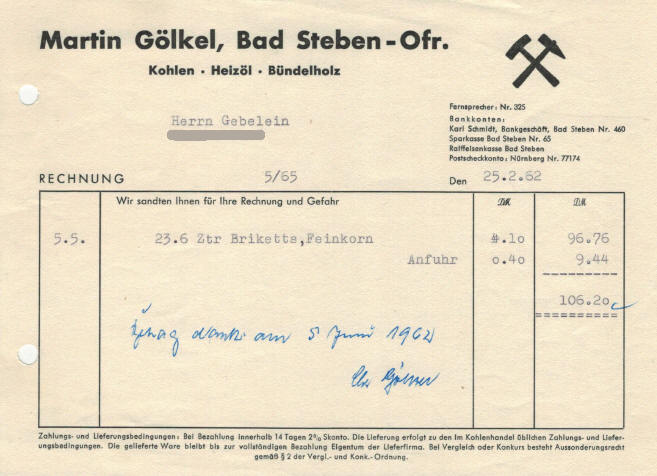 Martin Gölkel, Bad Steben - Ofr.
Kohlen · Heizöl · Bündelholz
Herrn Gebelein
Fernsprecher: Nr. 325
Bankkonten:
Karl Schmidt, Bankgeschäft, Bad Steben Nr. 460
Sparkasse Bad Steben Nr. 65
Raiffeisenkasse Bad Steben
Postscheckkonto: Nürnberg Nr. 77174
RECHNUNG 5/65 Den 25.2.62
Wir sandten Ihnen für Ihre Rechnung und Gefahr DM. DM.
5.5. 23.6 Ztr Briketts,Feinkorn 4.10 96.76
Anfuhr 0.40 9.44
106.20
dank am 5 Juni 1962
Zahlungs- und Lieferungsbedingungen: Bei Bezahlung innerhalb 14 Tagen 2% Skonto. Die Lieferung erfolgt zu den im Kohlenhandel üblichen Zahlungs- und Liefer-
ungsbedingungen. Die gelieferte Ware bleibt bis zur vollständigen Bezahlung Eigentum der Lieferfirma. Bei Vergleich oder Konkurs besteht Aussonderungsrecht
gemäß § 2 der Vergl.- und Konk.-Ordnung.